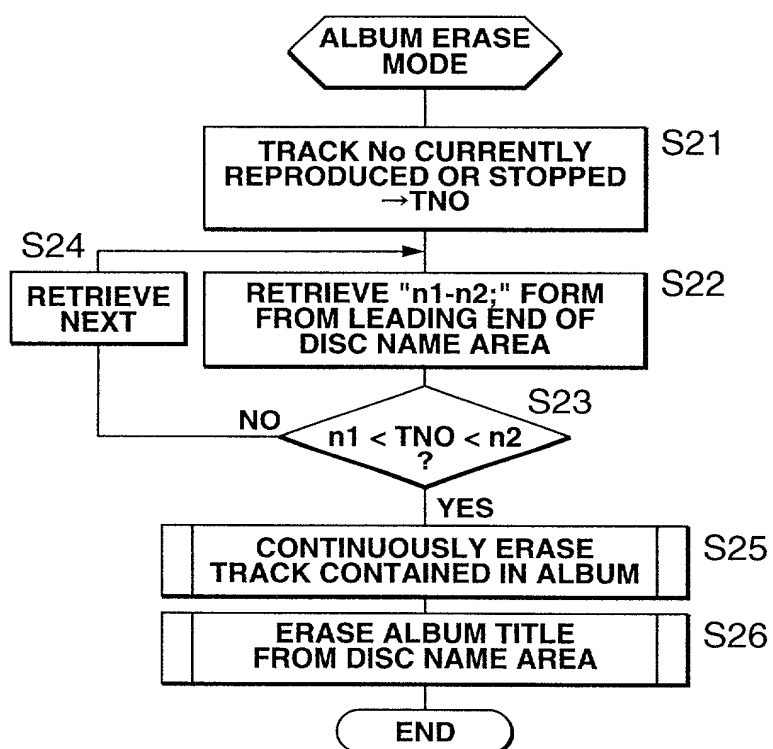 ALBUM ERASE
MODE
S21
TRACK No CURRENTLY
REPRODUCED OR STOPPED
→TNO
S24
RETRIEVE
NEXT
S22
RETRIEVE "n1-n2;" FORM
FROM LEADING END OF
DISC NAME AREA
S23
NO
n1 < TNO < n2
?
YES
CONTINUOUSLY ERASE
TRACK CONTAINED IN ALBUM
S25
ERASE ALBUM TITLE
FROM DISC NAME AREA
S26
END